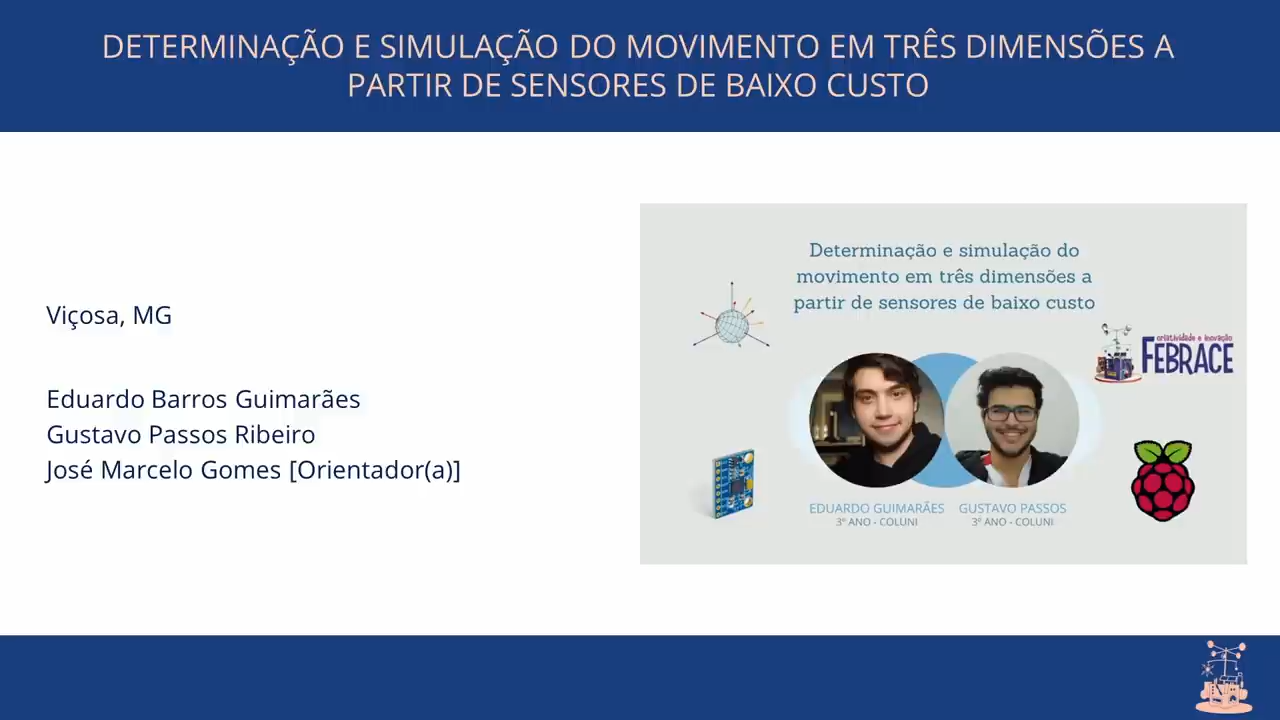 DETERMINAÇÃO E SIMULAÇÃO DO MOVIMENTO EM TRÊS DIMENSÕES A
PARTIR DE SENSORES DE BAIXO CUSTO
Viçosa, MG
Eduardo Barros Guimarães
Gustavo Passos Ribeiro
José Marcelo Gomes [Orientador(a)]
Determinação e simulação do
movimento em três dimensões a
partir de sensores de baixo custo
criatividade e inovação
FEBRACE
EDUARDO GUIMARÃES
3º ANO - COLUNI
GUSTAVO PASSOS
3º ANO - COLUNI